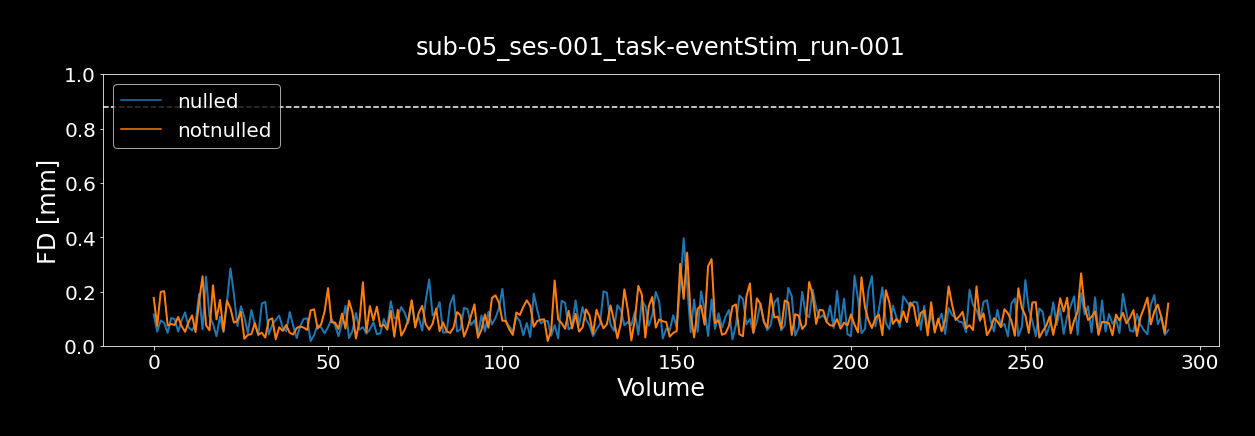 sub-05_ses-001_task-eventStim_run-001
1.0
0.8
0.6
0.4
0.2
0.0
FD [mm]
nulled
notnulled
0 50 100 150 200 250 300
Volume